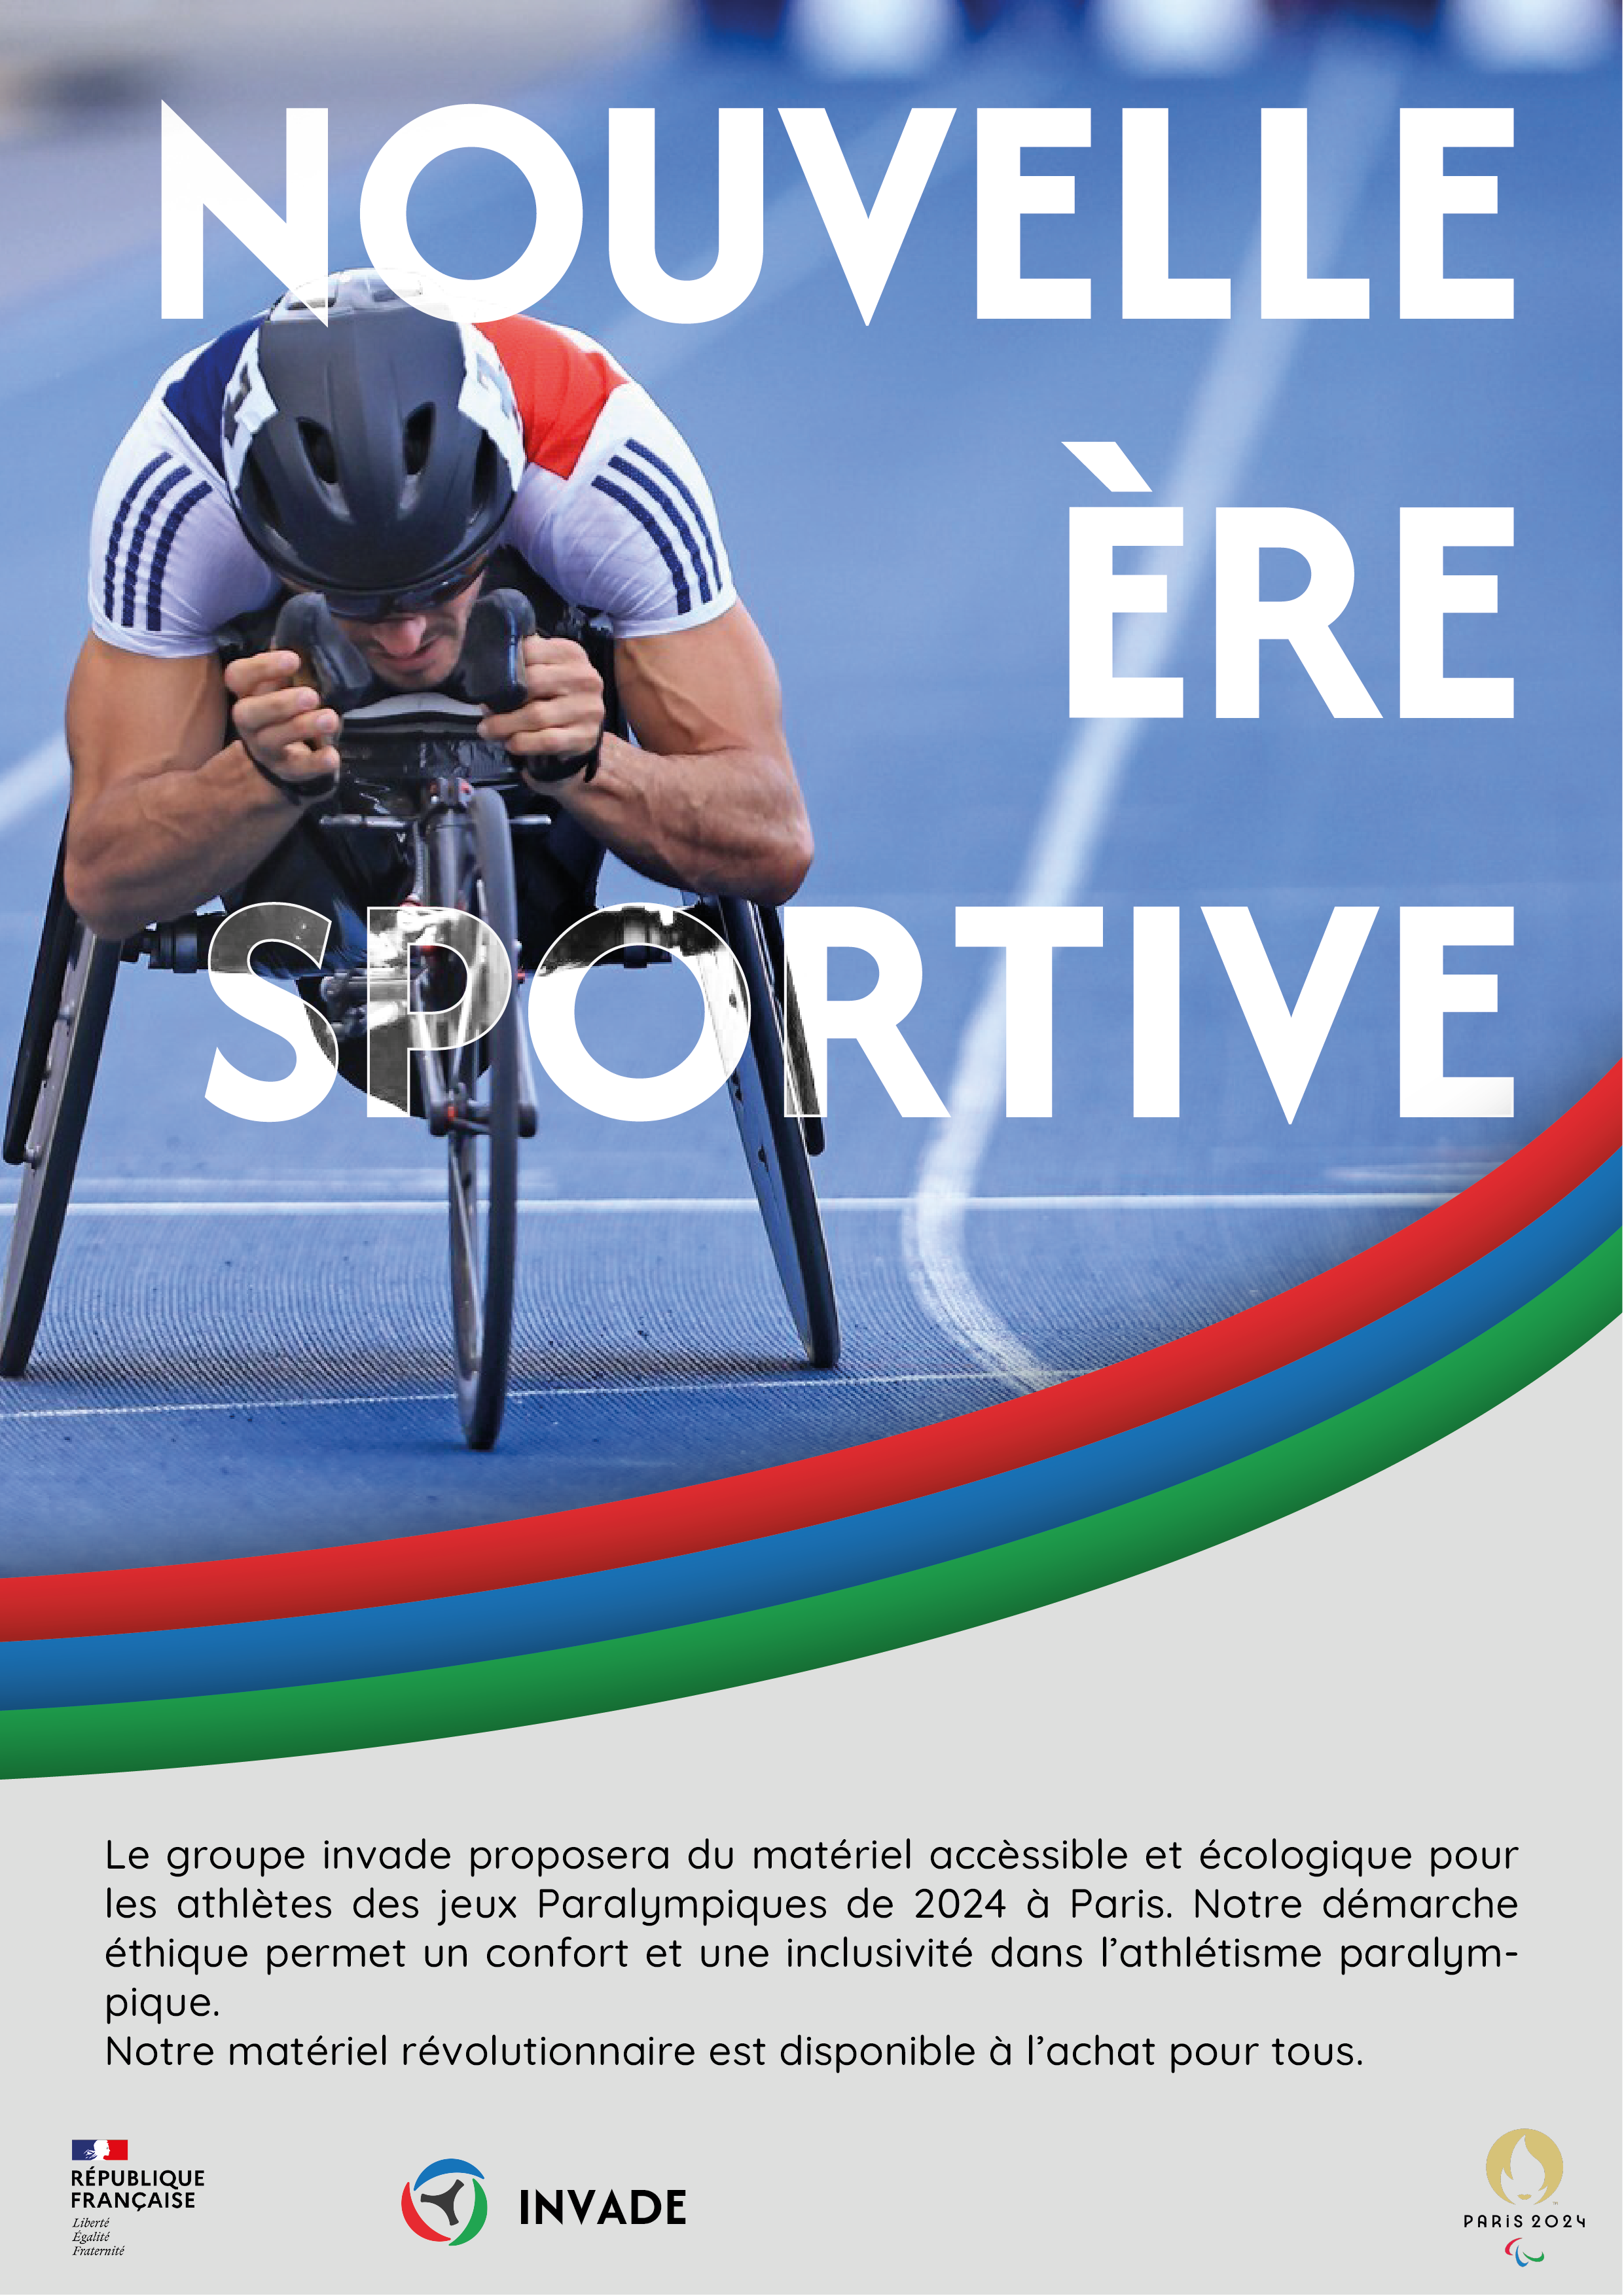 NOUVELLE
ÈRE
SPORTIVE
Le groupe invade proposera du matériel accèssible et écologique pour
les athlètes des jeux Paralympiques de 2024 à Paris. Notre démarche
éthique permet un confort et une inclusivité dans l’athlétisme paralym-
pique.
Notre matériel révolutionnaire est disponible à l’achat pour tous.
RÉPUBLIQUE
FRANÇAISE
Liberté
Égalité
Fraternité
INVADE
PARIS 2024